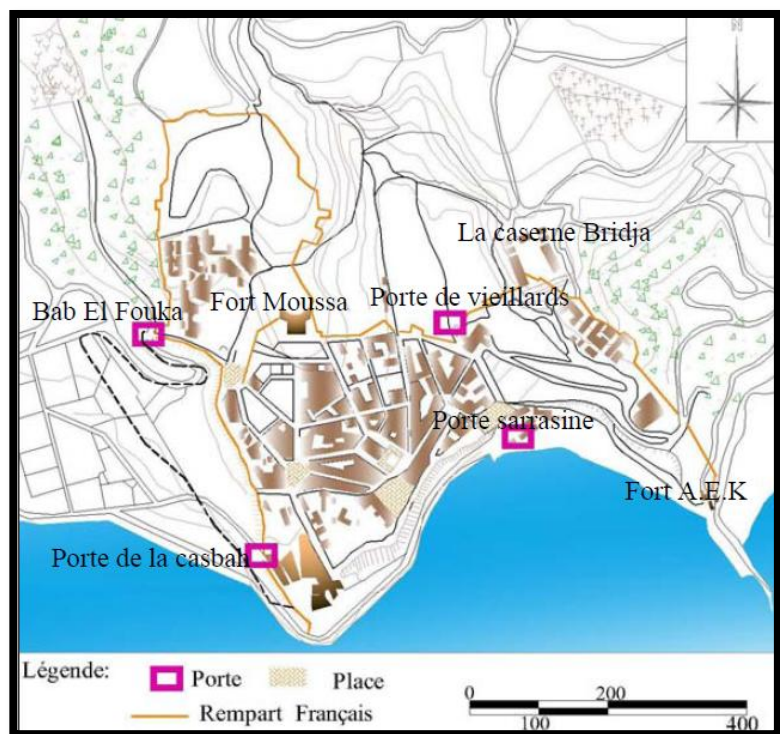 N
La caserne Bridja
Bab El Fouka
Fort Moussa
Porte de vieillards
Porte sarrasine
Fort A.E.K
Porte de la casbah
Légende:
Porte
Place
Rempart Français
0 200
100 400